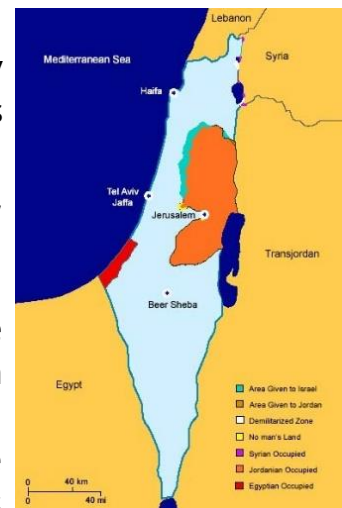 Lebanon
Mediterranean Sea
Syria
Haifa
Tel Aviv
Jaffa
Jerusalem
Transjordan
Beer Sheba
Egypt
Area Given to Israel
Area Given to Jordan
Demilitarized Zone
No man's Land
Syrian Occupied
Jordanian Occupied
Egyptian Occupied
0 40 km
0 40 mi